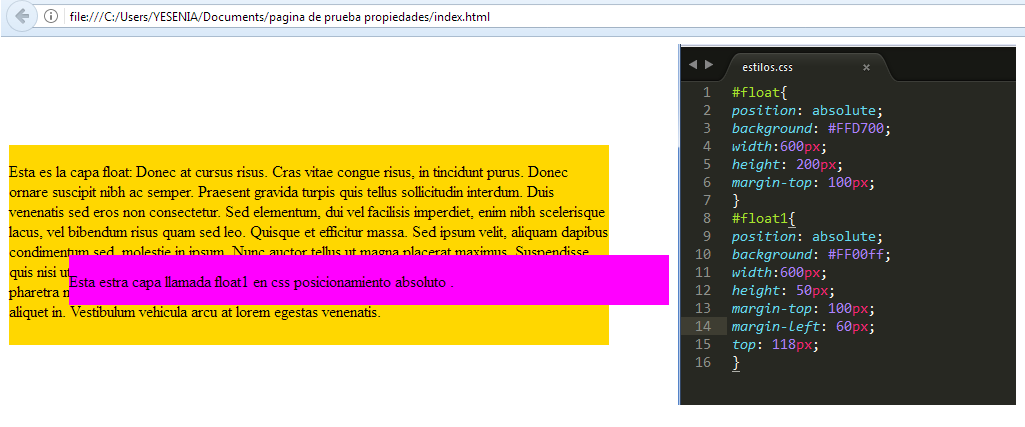 file:///C:/Users/YESENIA/Documents/pagina de prueba propiedades/index.html
Esta es la capa float: Donec at cursus risus. Cras vitae congue risus, in tincidunt purus. Donec
ornare suscipit nibh ac semper. Praesent gravida turpis quis tellus sollicitudin interdum. Duis
venenatis sed eros non consectetur. Sed elementum, dui vel facilisis imperdiet, enim nibh scelerisque
lacus, vel bibendum risus quam sed leo. Quisque et efficitur massa. Sed ipsum velit, aliquam dapibus
condimentum sed, molestie in ipsum. Nunc auctor tellus ut magna placerat maximus. Suspendisse
quis nisi ut
pharetra
aliquet in. Vestibulum vehicula arcu at lorem egestas venenatis.
Esta estra capa llamada float1 en css posicionamiento absoluto .
estilos.css
1 #float{
2 position: absolute;
3 background: #FFD700;
4 width:600px;
5 height: 200px;
6 margin-top: 100px;
7 }
8 #float1{
9 position: absolute;
10 background: #FF00ff;
11 width:600px;
12 height: 50px;
13 margin-top: 100px;
14 margin-left: 60px;
15 top: 118px;
16 }